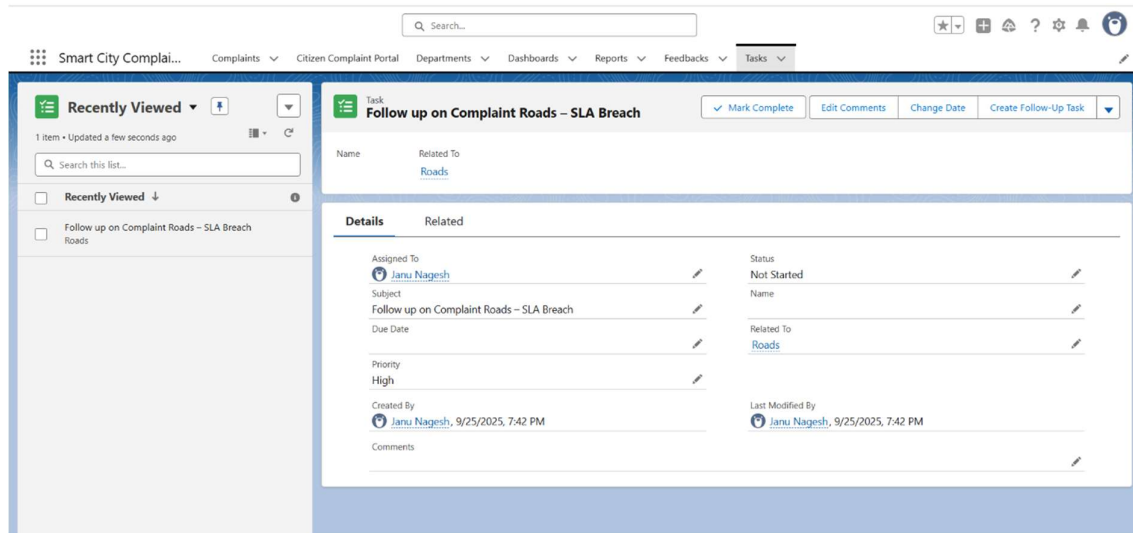 Search...
Smart City Complai...
Complaints
Citizen Complaint Portal
Departments
Dashboards
Reports
Feedbacks
Tasks
Recently Viewed
1 item • Updated a few seconds ago
Search this list...
Recently Viewed
Follow up on Complaint Roads – SLA Breach
Roads
Task
Follow up on Complaint Roads – SLA Breach
Mark Complete
Edit Comments
Change Date
Create Follow-Up Task
Name
Related To
Roads
Details
Related
Assigned To
Janu Nagesh
Status
Not Started
Subject
Follow up on Complaint Roads – SLA Breach
Name
Due Date
Related To
Roads
Priority
High
Created By
Janu Nagesh, 9/25/2025, 7:42 PM
Last Modified By
Janu Nagesh, 9/25/2025, 7:42 PM
Comments